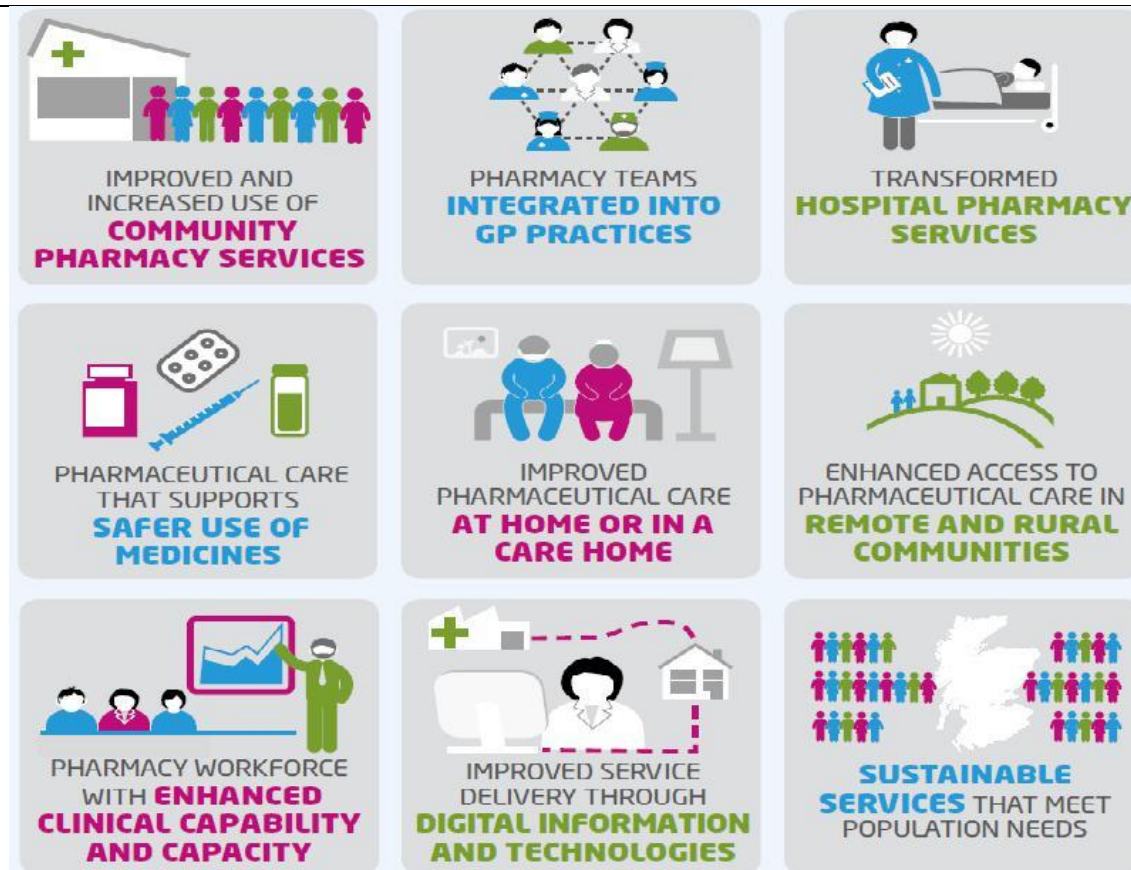 IMPROVED AND
INCREASED USE OF
COMMUNITY
PHARMACY SERVICES
PHARMACY TEAMS
INTEGRATED INTO
GP PRACTICES
TRANSFORMED
HOSPITAL PHARMACY
SERVICES
PHARMACEUTICAL CARE
THAT SUPPORTS
SAFER USE OF
MEDICINES
IMPROVED
PHARMACEUTICAL CARE
AT HOME OR IN A
CARE HOME
ENHANCED ACCESS TO
PHARMACEUTICAL CARE IN
REMOTE AND RURAL
COMMUNITIES
PHARMACY WORKFORCE
WITH ENHANCED
CLINICAL CAPABILITY
AND CAPACITY
IMPROVED SERVICE
DELIVERY THROUGH
DIGITAL INFORMATION
AND TECHNOLOGIES
SUSTAINABLE
SERVICES THAT MEET
POPULATION NEEDS